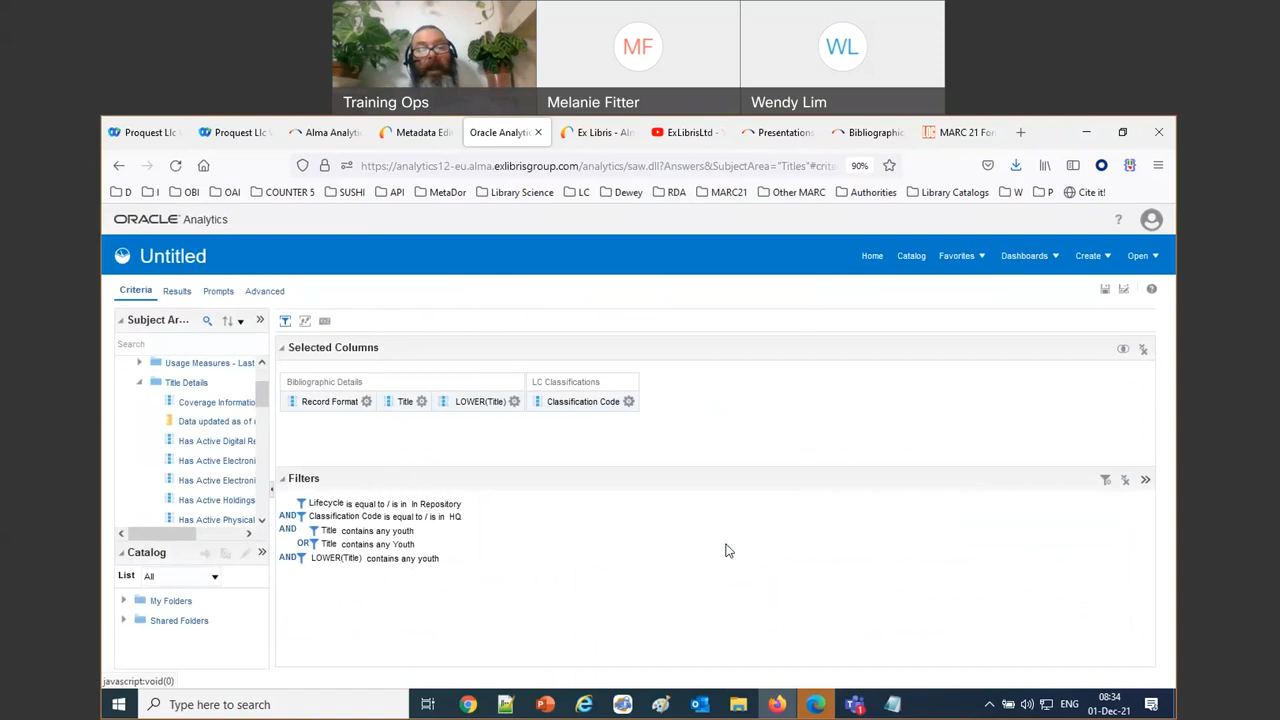 MF
WL
Training Ops
Melanie Fitter
Wendy Lim
Proquest Llc
Proquest Llc
Alma Analytic
Metadata Edi
Oracle Analytic
Ex Libris - Aln
ExLibrisLtd -
Presentations
Bibliographic
MARC 21 For
https://analytics12-eu.alma.exlibrisgroup.com/analytics/saw.dll?Answers&SubjectArea="Titles"#crite
90%
D
I
OBI
OAI
COUNTER 5
SUSHI
API
MetaDor
Library Science
LC
Dewey
RDA
MARC21
Other MARC
Authorities
Library Catalogs
W
P
Cite it!
ORACLE Analytics
Untitled
Home
Catalog
Favorites
Dashboards
Create
Open
Criteria
Results
Prompts
Advanced
Subject Ar...
Search
Usage Measures - Last
Title Details
Coverage Informatio
Data updated as of
Has Active Digital Re
Has Active Electroni
Has Active Electroni
Has Active Holdings
Has Active Physical
Catalog
List All
My Folders
Shared Folders
Selected Columns
Bibliographic Details
LC Classifications
Record Format
Title
LOWER(Title)
Classification Code
Filters
Lifecycle is equal to / is in In Repository
AND Classification Code is equal to / is in HQ
AND Title contains any youth
OR Title contains any Youth
AND LOWER(Title) contains any youth
javascript:void(0)
Type here to search
ENG
08:34
01-Dec-21